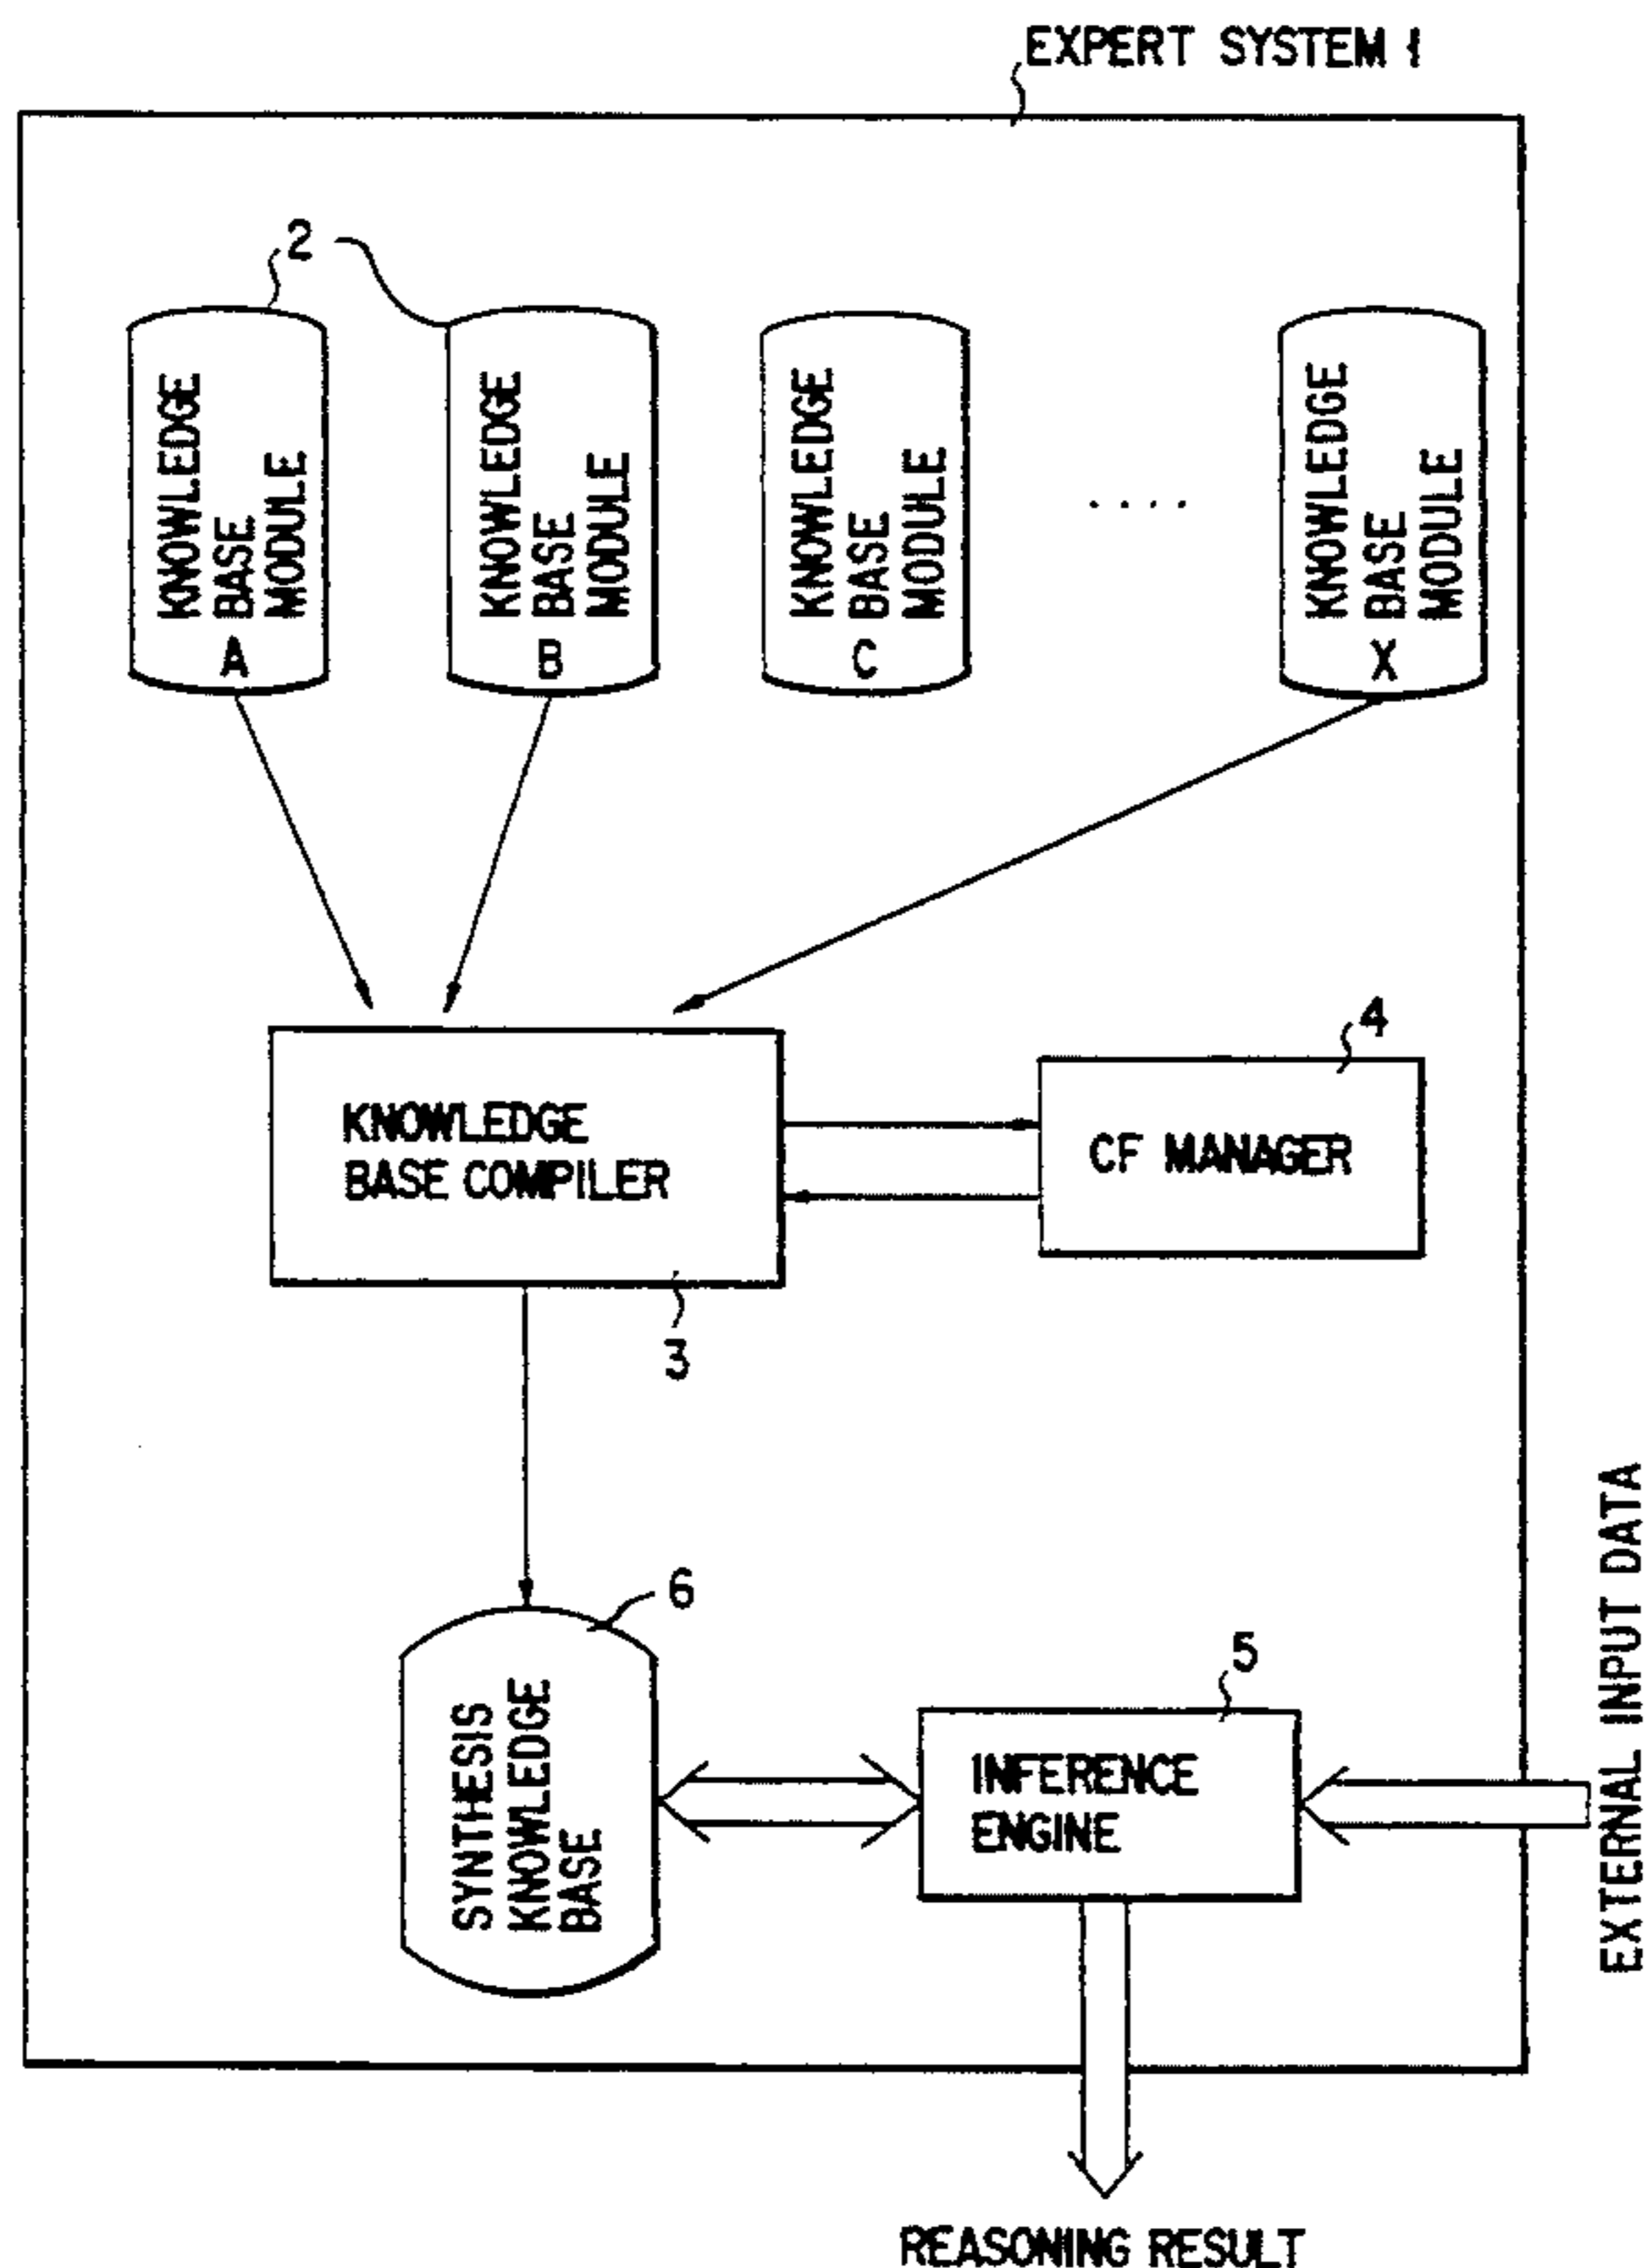 EXPERT SYSTEM 1
2
KNOWLEDGE
BASE
MODULE
A
KNOWLEDGE
BASE
MODULE
B
KNOWLEDGE
BASE
MODULE
C
....
KNOWLEDGE
BASE
MODULE
X
KNOWLEDGE
BASE COMPILER
3
4
CF MANAGER
6
SYNTHESIS
KNOWLEDGE
BASE
5
INFERENCE
ENGINE
EXTERNAL INPUT DATA
REASONING RESULT